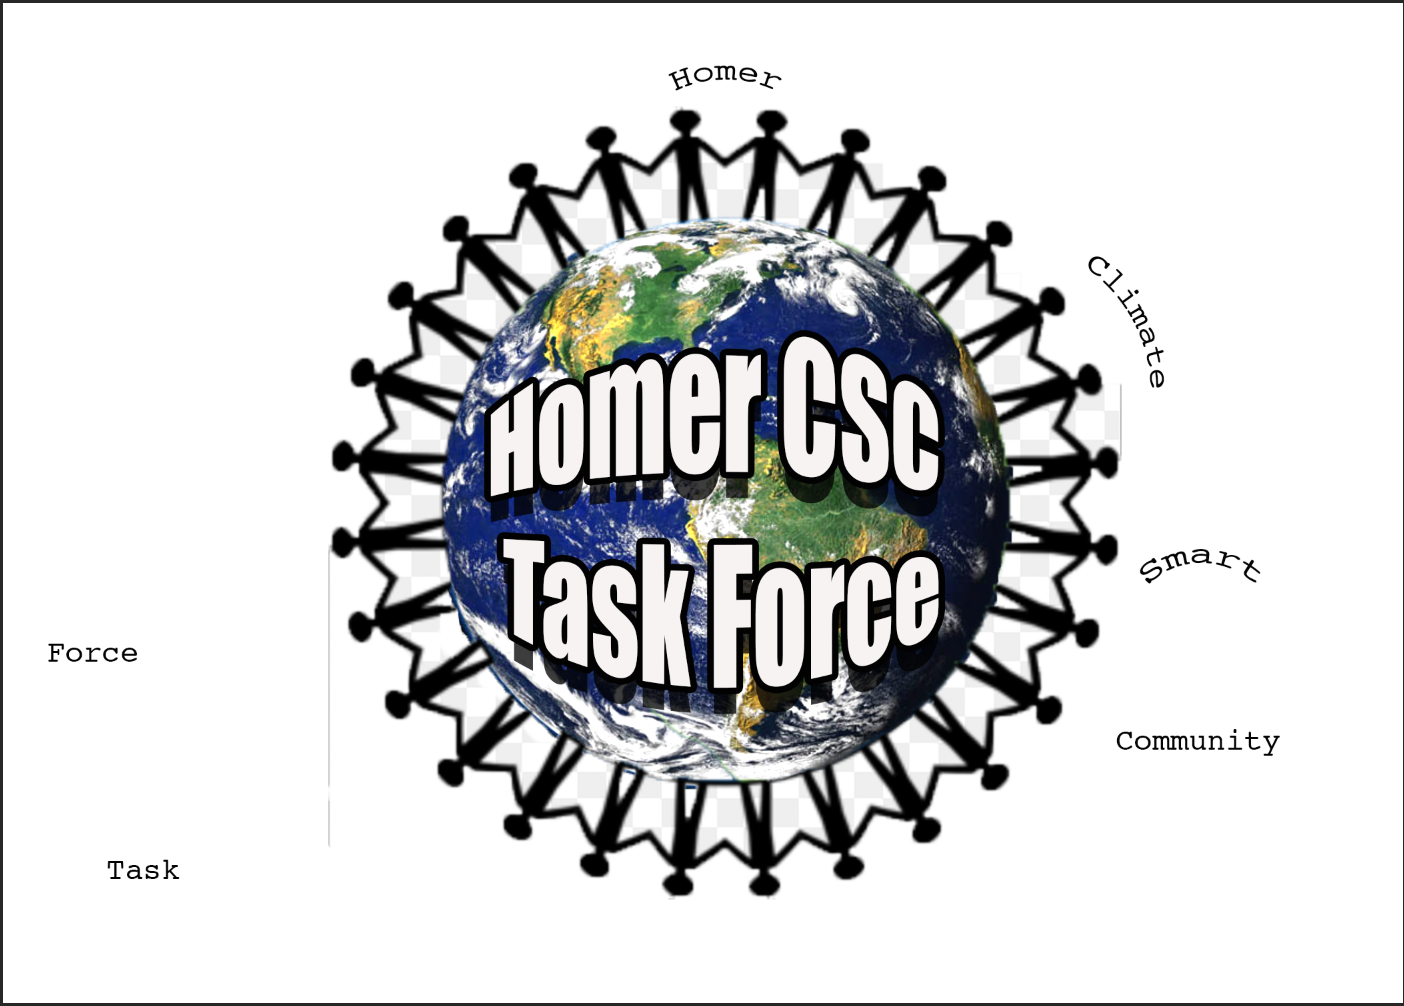 Homer
Climate
Homer CSC
Smart
Task Force
Force
Community
Task